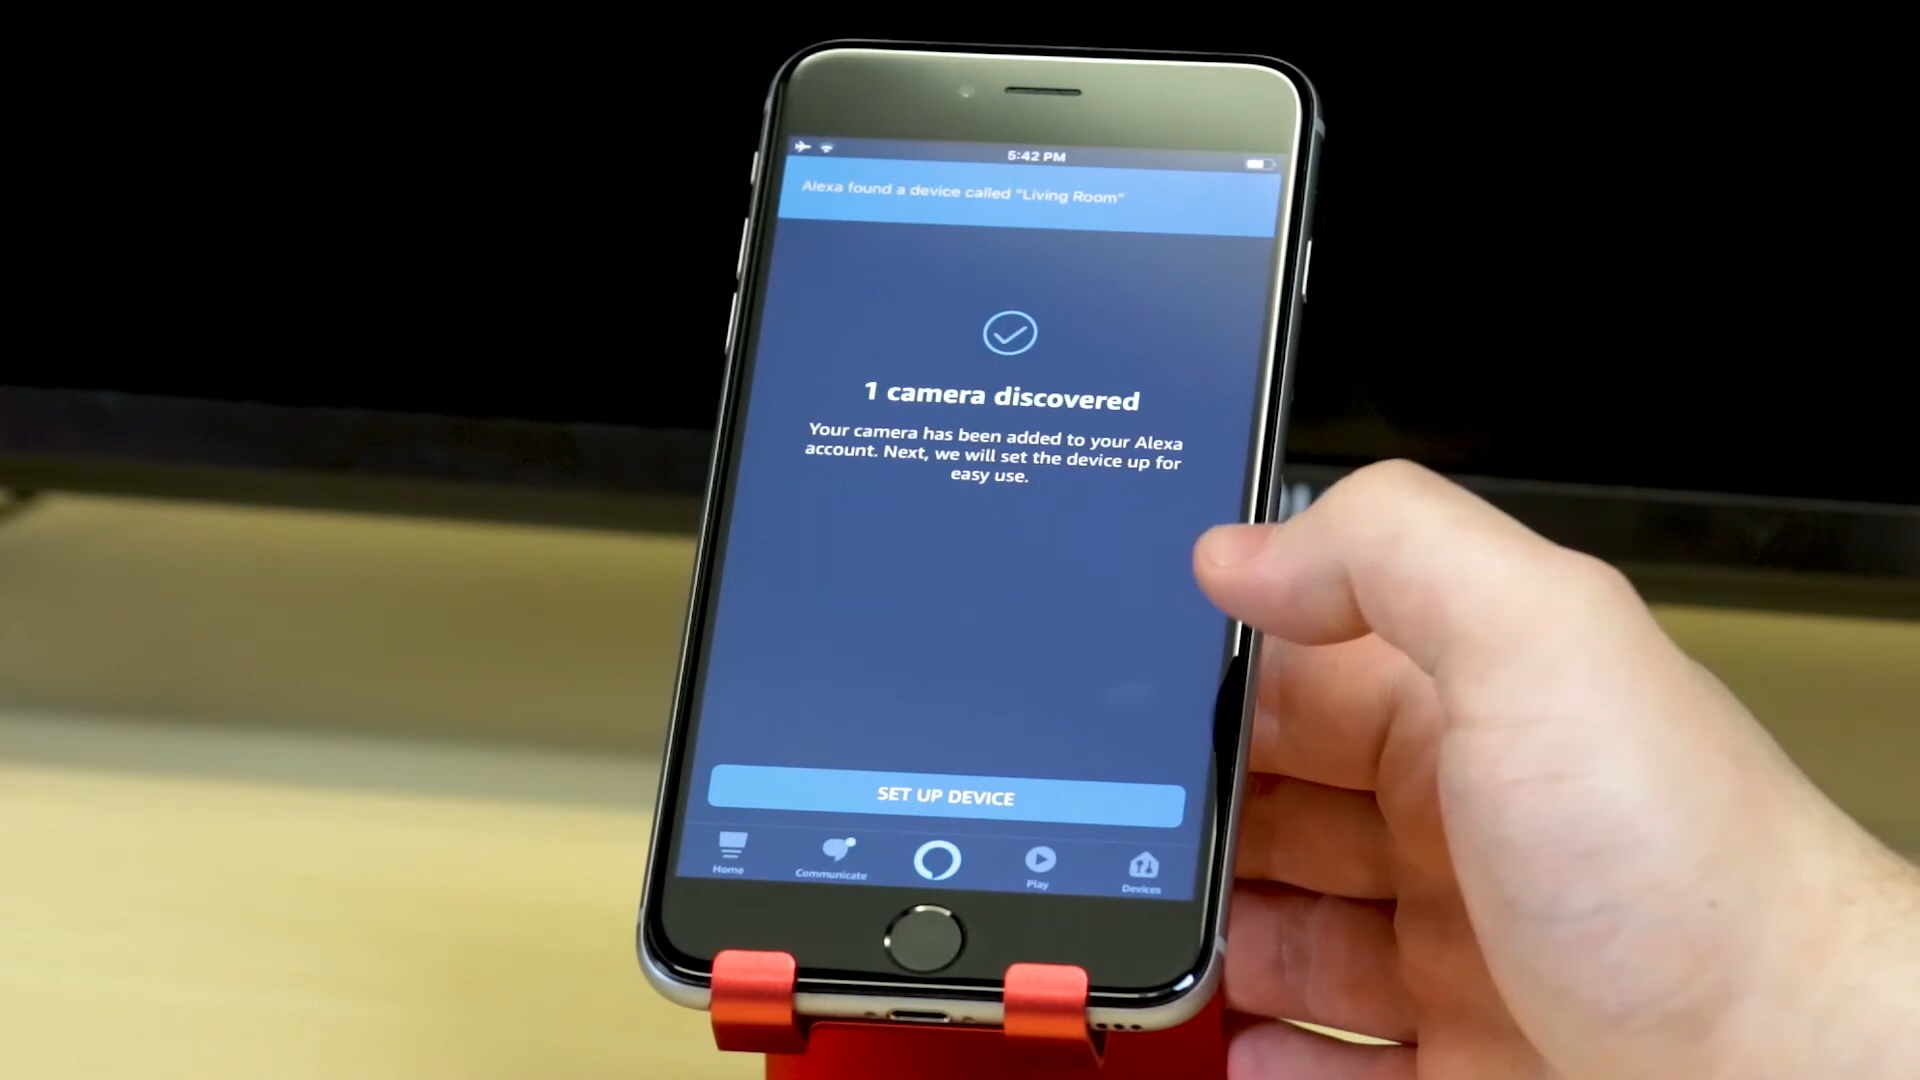 5:42 PM
Alexa found a device called "Living Room"
1 camera discovered
Your camera has been added to your Alexa
account. Next, we will set the device up for
easy use.
SET UP DEVICE
Home
Communicate
Play
Devices